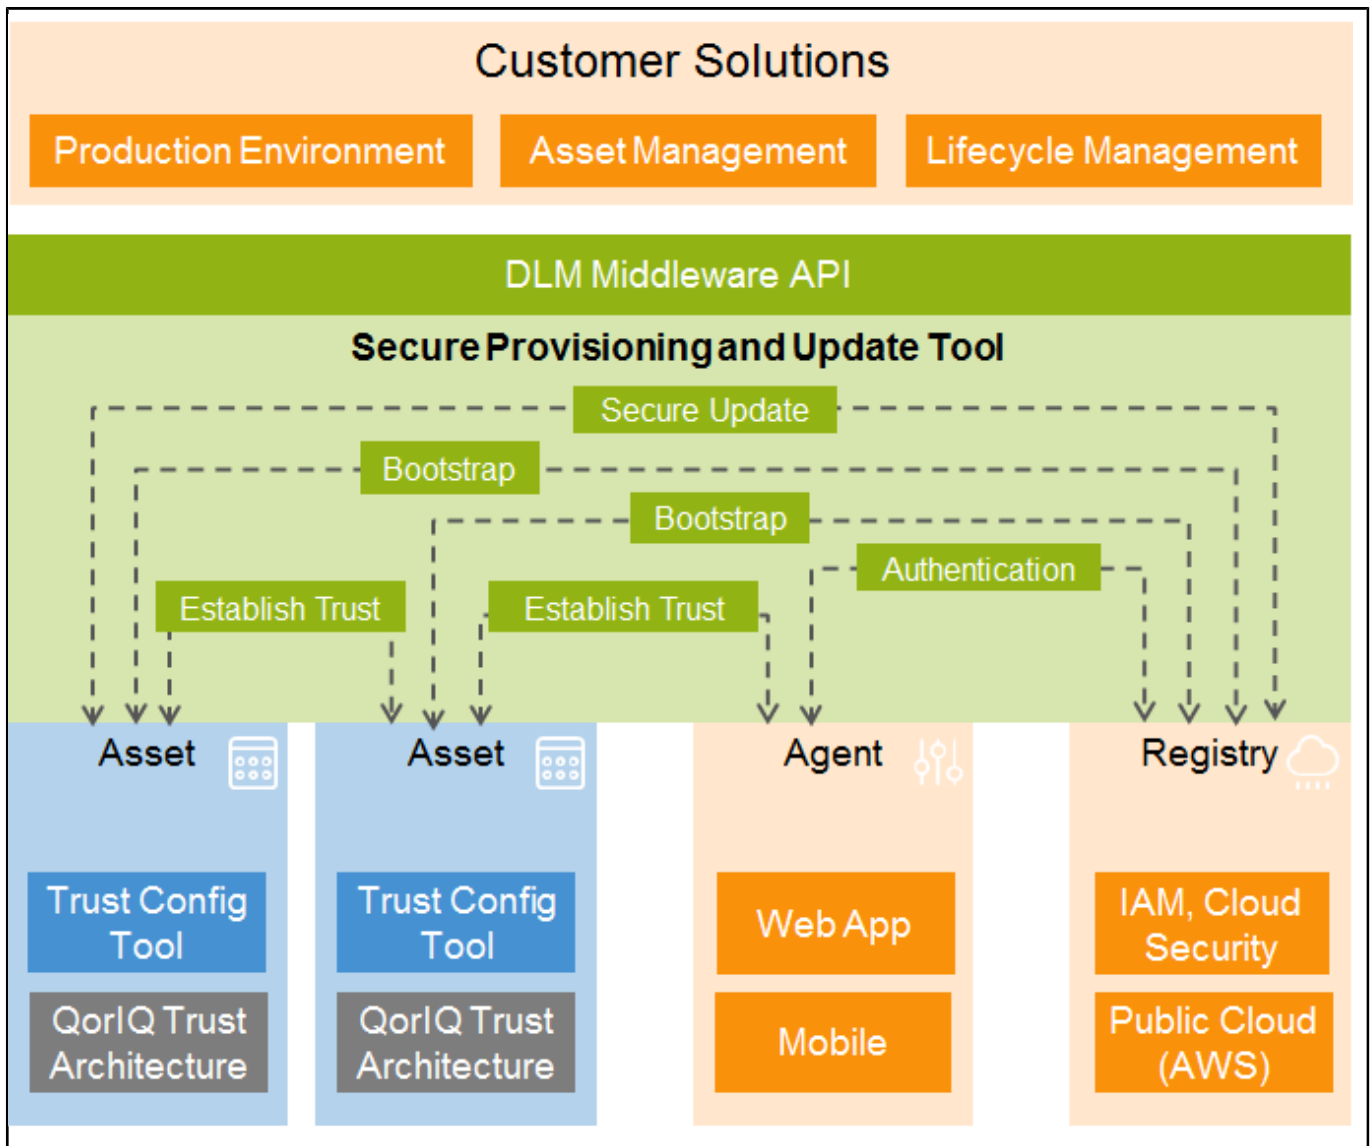 Customer Solutions
Production Environment
Asset Management
Lifecycle Management
DLM Middleware API
Secure Provisioning and Update Tool
Secure Update
Bootstrap
Bootstrap
Authentication
Establish Trust
Establish Trust
Asset
Asset
Agent
Registry
Trust Config
Tool
Trust Config
Tool
Web App
IAM, Cloud
Security
QorIQ Trust
Architecture
QorIQ Trust
Architecture
Mobile
Public Cloud
(AWS)